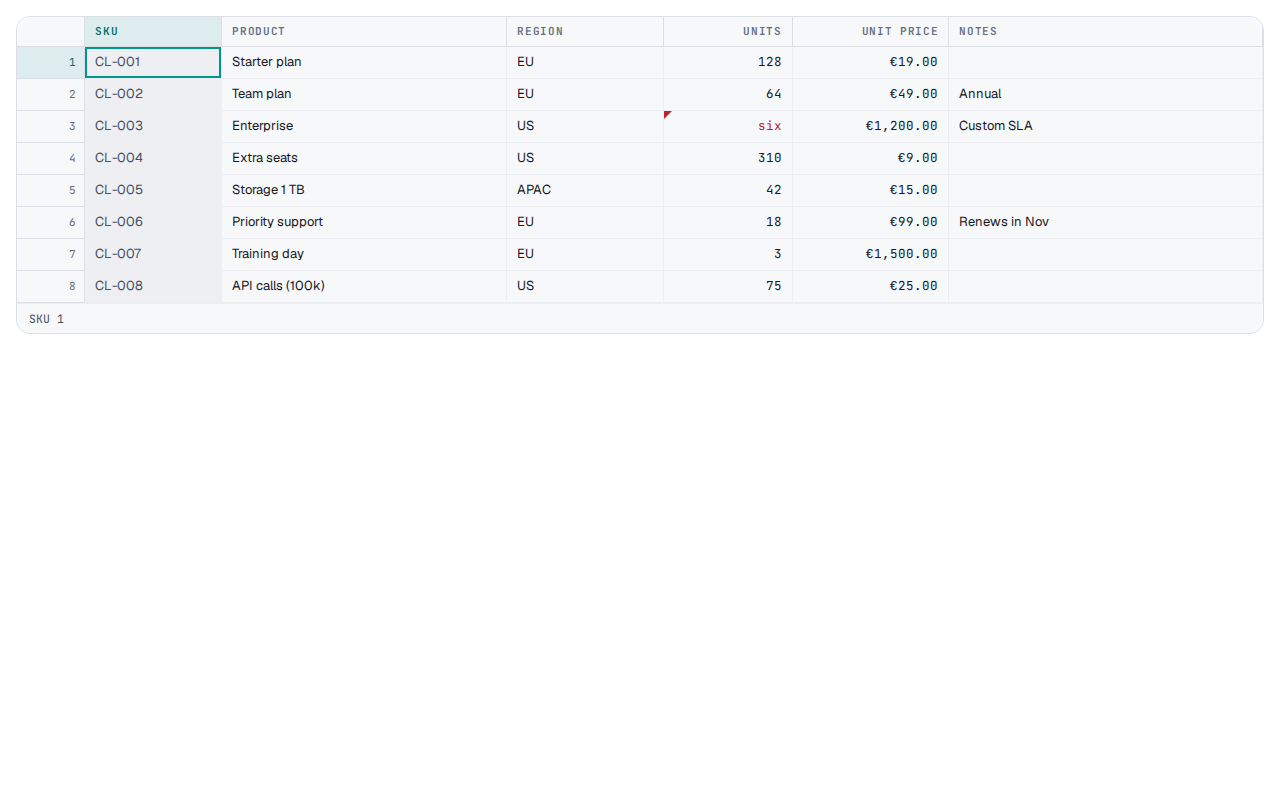 SKU PRODUCT REGION UNITS UNIT PRICE NOTES
1 CL-001 Starter plan EU 128 €19.00
2 CL-002 Team plan EU 64 €49.00 Annual
3 CL-003 Enterprise US six €1,200.00 Custom SLA
4 CL-004 Extra seats US 310 €9.00
5 CL-005 Storage 1 TB APAC 42 €15.00
6 CL-006 Priority support EU 18 €99.00 Renews in Nov
7 CL-007 Training day EU 3 €1,500.00
8 CL-008 API calls (100k) US 75 €25.00
SKU 1